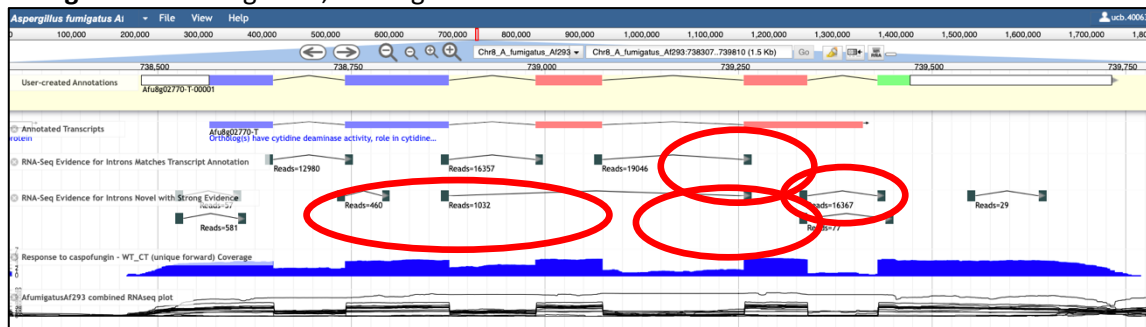 Aspergillus fumigatus Af File View Help ucb.4006.
0 100,000 200,000 300,000 400,000 500,000 600,000 700,000 800,000 900,000 1,000,000 1,100,000 1,200,000 1,300,000 1,400,000 1,500,000 1,600,000 1,700,000 1,80
Chr8_A_fumigatus_Af293 Chr8_A_fumigatus_Af293:738307..739810 (1.5 Kb) Go
738,500 738,750 739,000 739,250 739,500 739,750
User-created Annotations
Afu8g02770-T-00001
Annotated Transcripts
Afu8g02770-T
rotein Ortholog(s) have cytidine deaminase activity, role in cytidine...
RNA-Seq Evidence for Introns Matches Transcript Annotation
Reads=12980 Reads=16357 Reads=19046
RNA-Seq Evidence for Introns Novel with Strong Evidence
Reads=460 Reads=1032 Reads=16367 Reads=29
Reads=581 Reads=77
Response to caspofungin - WT_CT (unique forward) Coverage
AfumigatusAf293 combined RNAseq plot